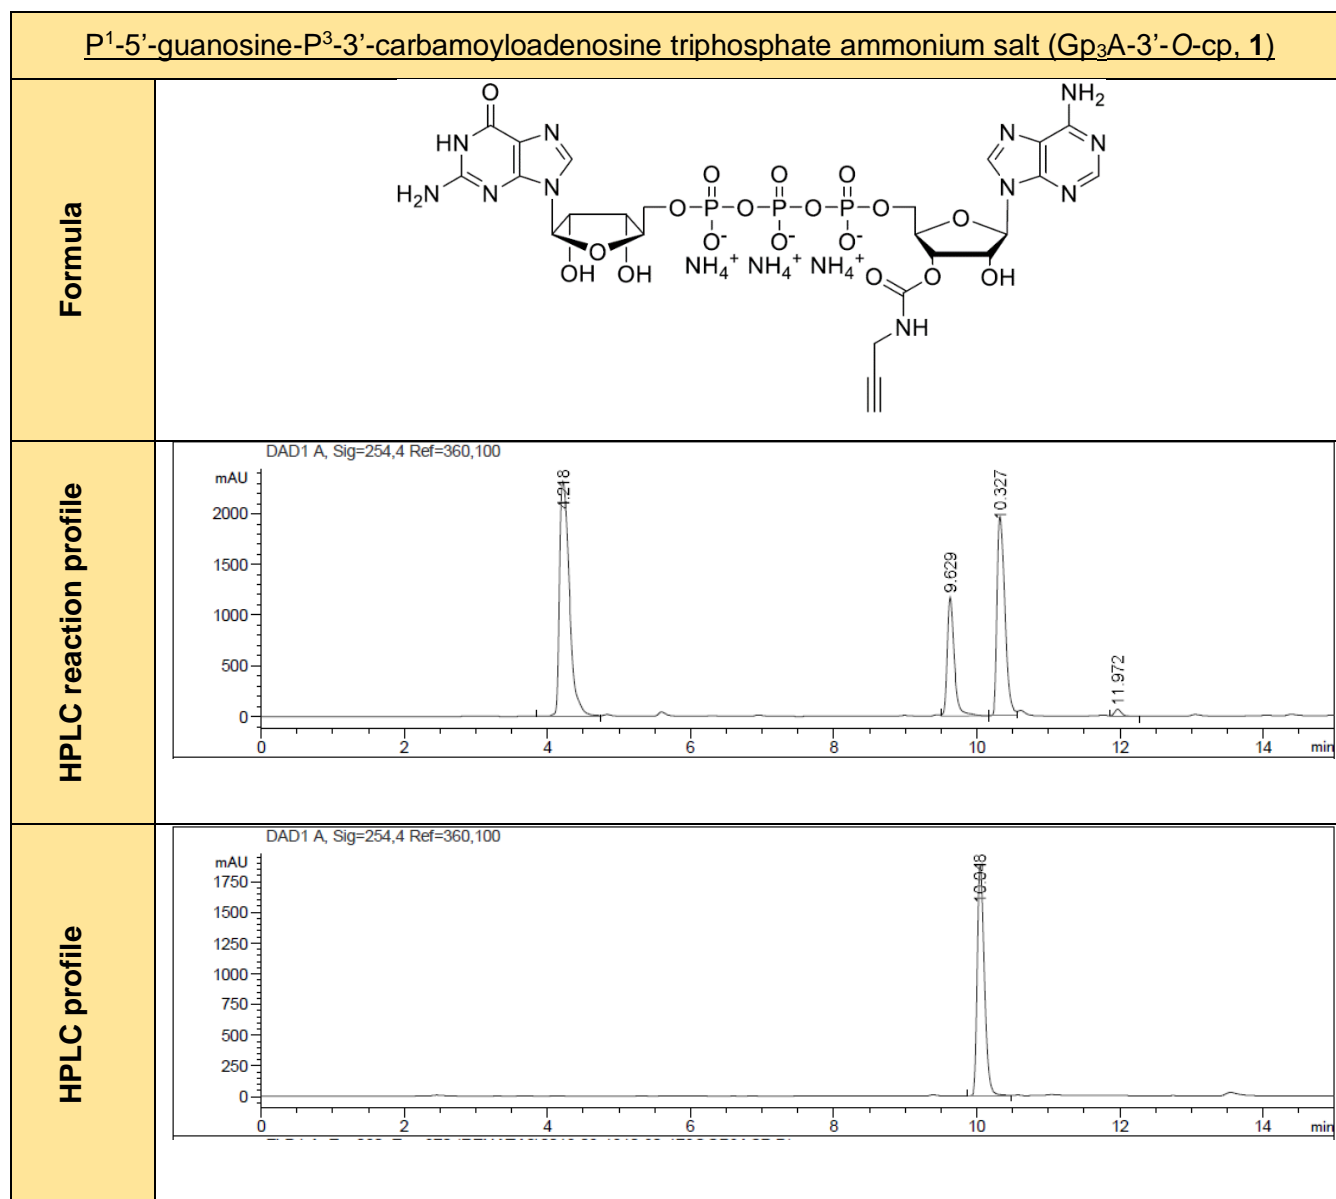 P¹-5’-guanosine-P³-3’-carbamoyloadenosine triphosphate ammonium salt (Gp₃A-3’-O-cp, 1)
Formula
O
NH₂
HN
N
N
N
H₂N
N
N
O
O
O
N
N
O
P
O
P
O
P
O
O
O⁻
O⁻
O⁻
O
OH
OH
NH₄⁺
NH₄⁺
NH₄⁺
O
O
OH
NH
HPLC reaction profile
DAD1 A, Sig=254,4 Ref=360,100
mAU
2000
1500
1000
500
0
4.218
9.629
10.327
11.972
0 2 4 6 8 10 12 14 min
HPLC profile
DAD1 A, Sig=254,4 Ref=360,100
mAU
1750
1500
1250
1000
750
500
250
0
10.048
0 2 4 6 8 10 12 14 min